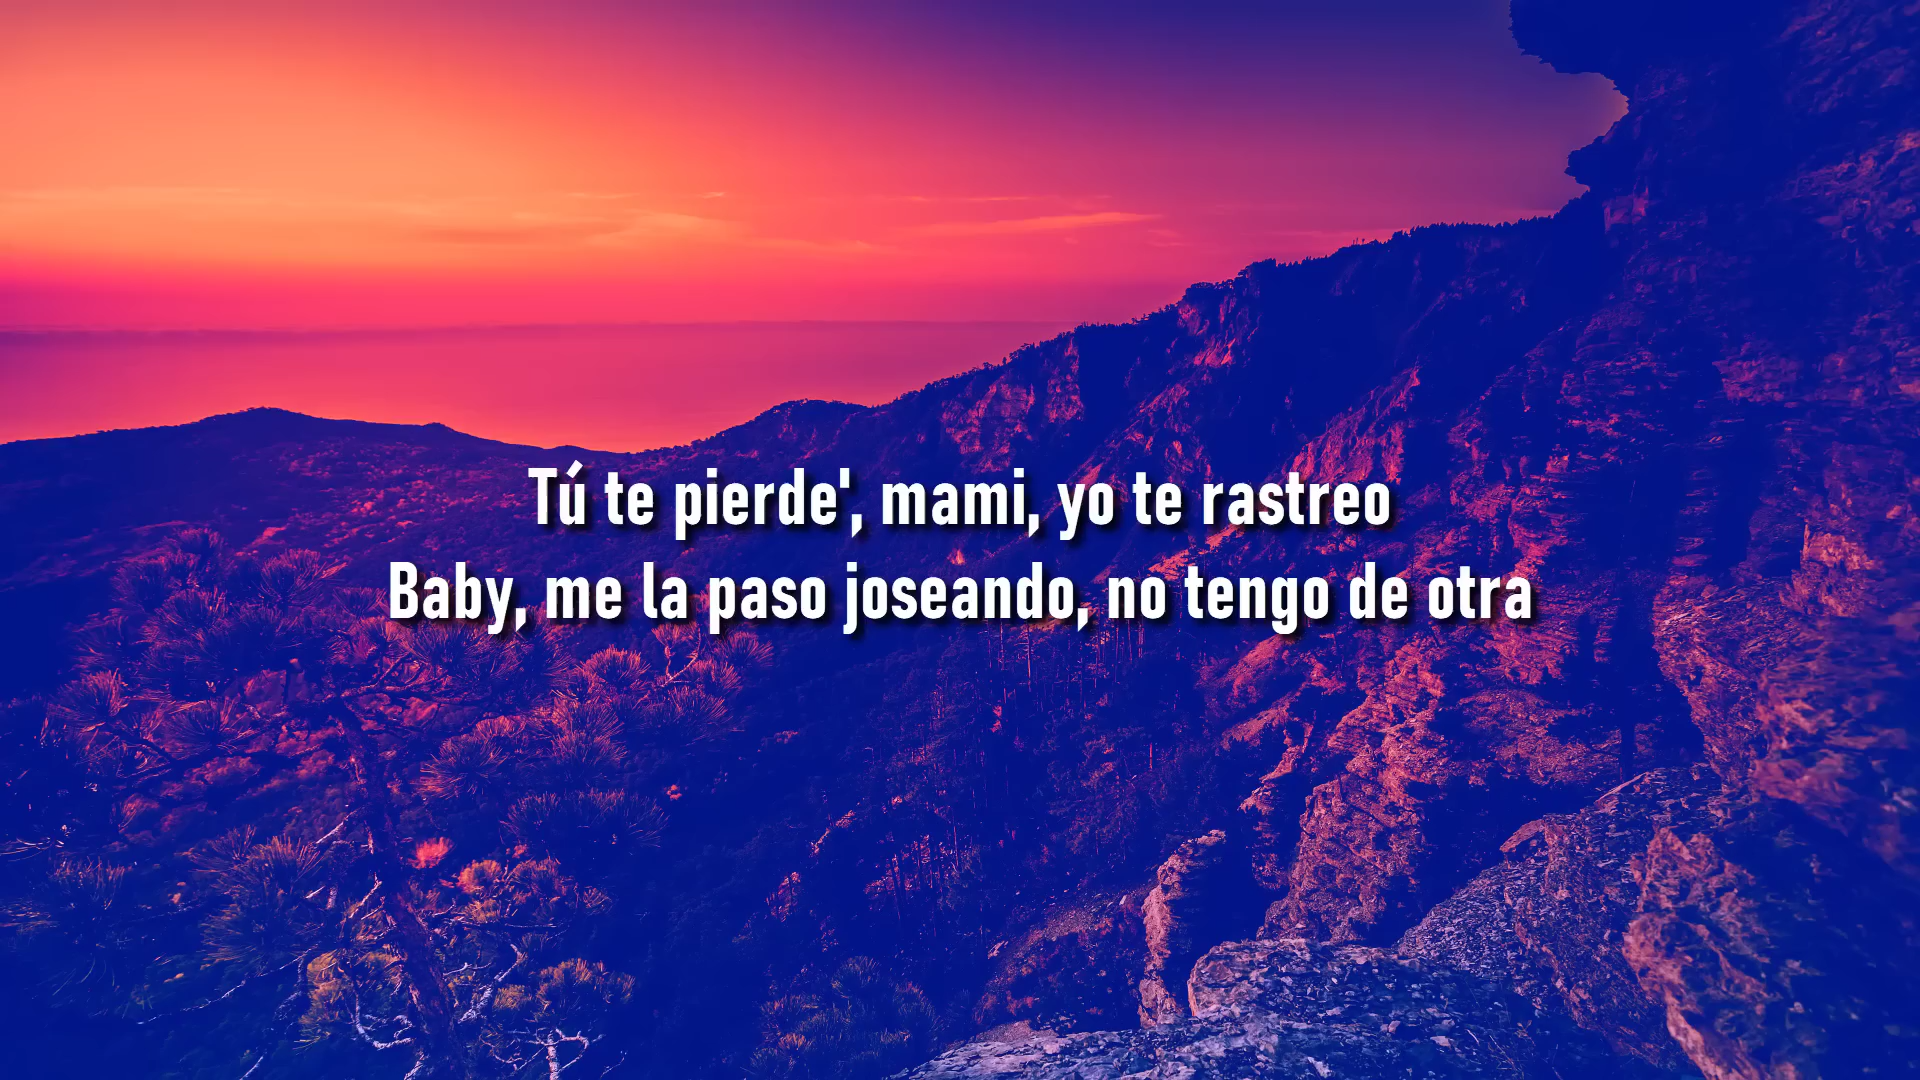 Tú te pierde', mami, yo te rastreo
Baby, me la paso joseando, no tengo de otra